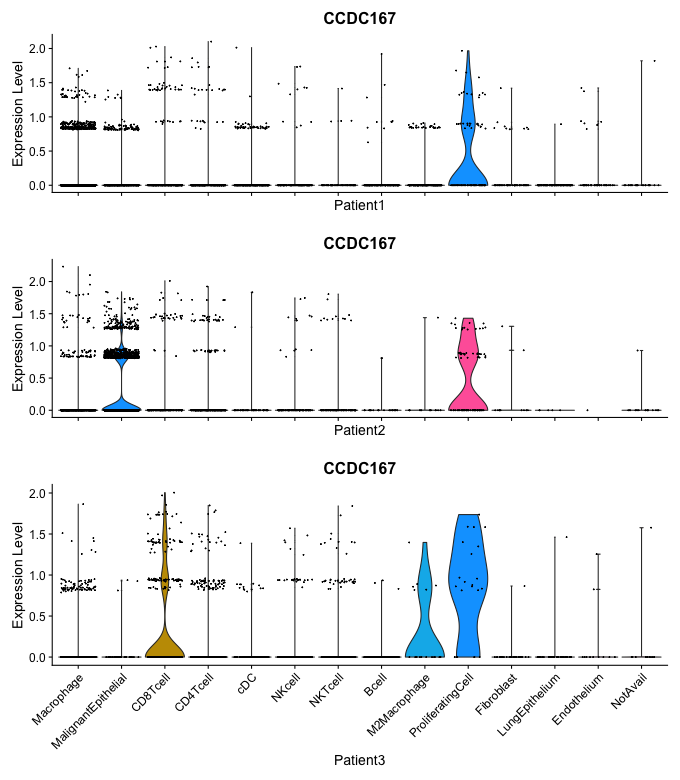 CCDC167
Expression Level
2.0
1.5
1.0
0.5
0.0
Patient1
CCDC167
Expression Level
2.0
1.5
1.0
0.5
0.0
Patient2
CCDC167
Expression Level
2.0
1.5
1.0
0.5
0.0
Macrophage
MalignantEpithelial
CD8Tcell
CD4Tcell
cDC
NKcell
NKTcell
Bcell
M2Macrophage
ProliferatingCell
Fibroblast
LungEpithelium
Endothelium
NotAvail
Patient3